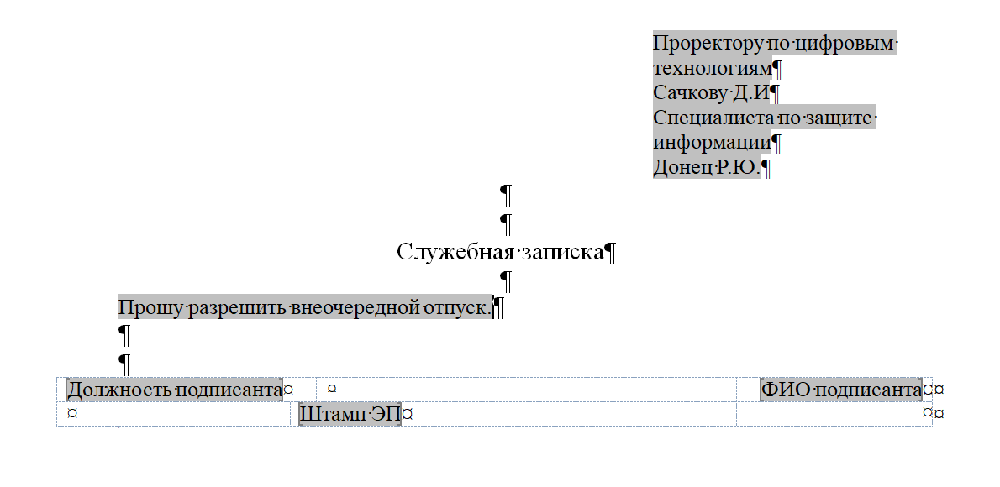 Проректору по цифровым
технологиям¶
Сачкову Д.И¶
Специалиста по защите
информации¶
Донец Р.Ю.¶
¶
¶
Служебная записка¶
¶
Прошу разрешить внеочередной отпуск.¶
¶
¶
Должность подписанта¤ ¤ ФИО подписанта¤¤
¤ Штамп ЭП¤ ¤¤